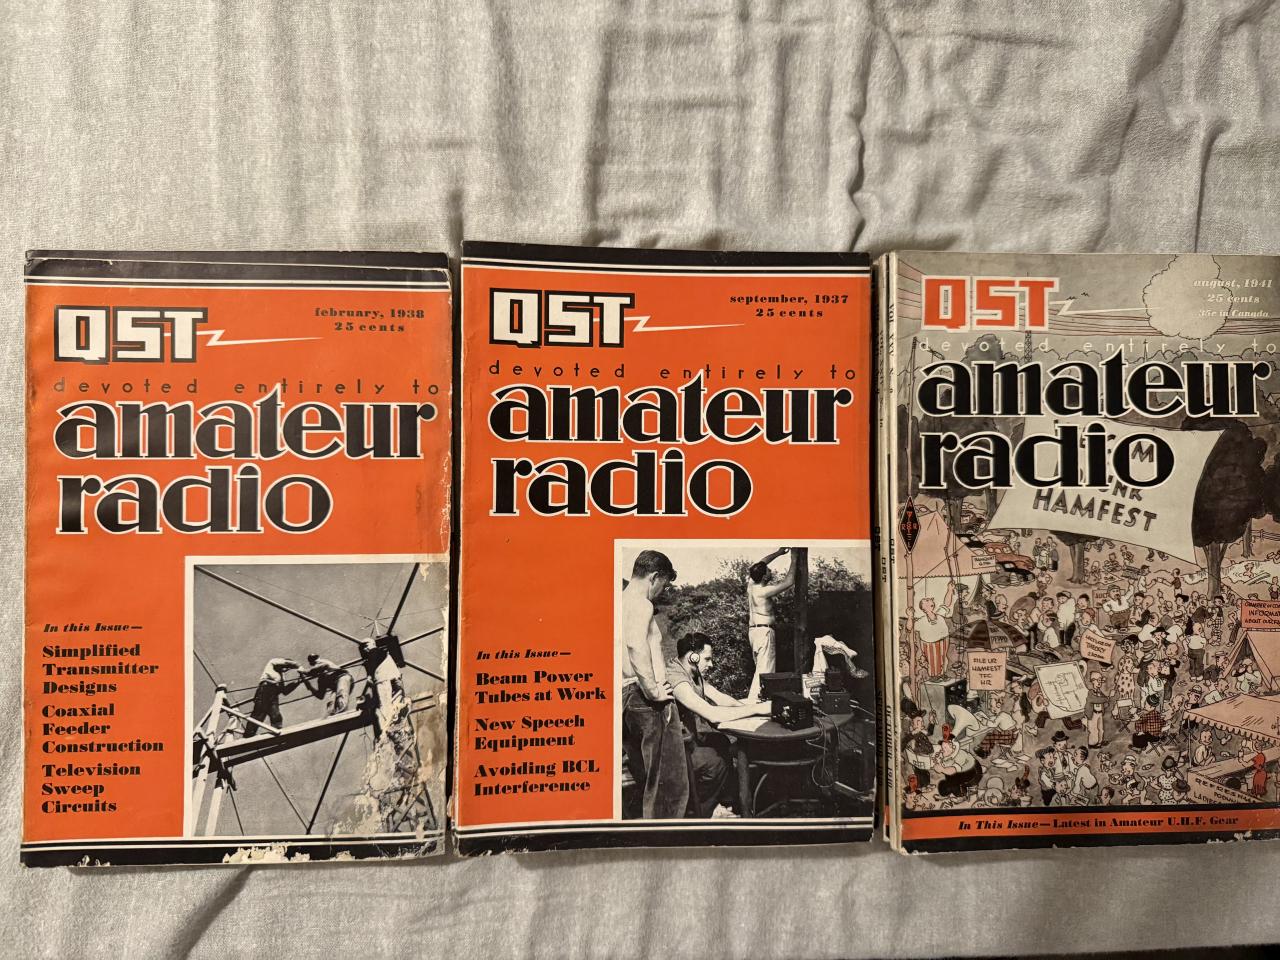 QST
february, 1938
25 cents
devoted entirely to
amateur
radio
In this Issue—
Simplified
Transmitter
Designs
Coaxial
Feeder
Construction
Television
Sweep
Circuits
QST
september, 1937
25 cents
devoted entirely to
amateur
radio
In this Issue—
Beam Power
Tubes at Work
New Speech
Equipment
Avoiding BCL
Interference
QST
august, 1941
25 cents
35c in Canada
devoted entirely to
amateur
radio
HAMFEST
FILE UR
HAMFEST
In This Issue—Latest in Amateur U.H.F. Gear